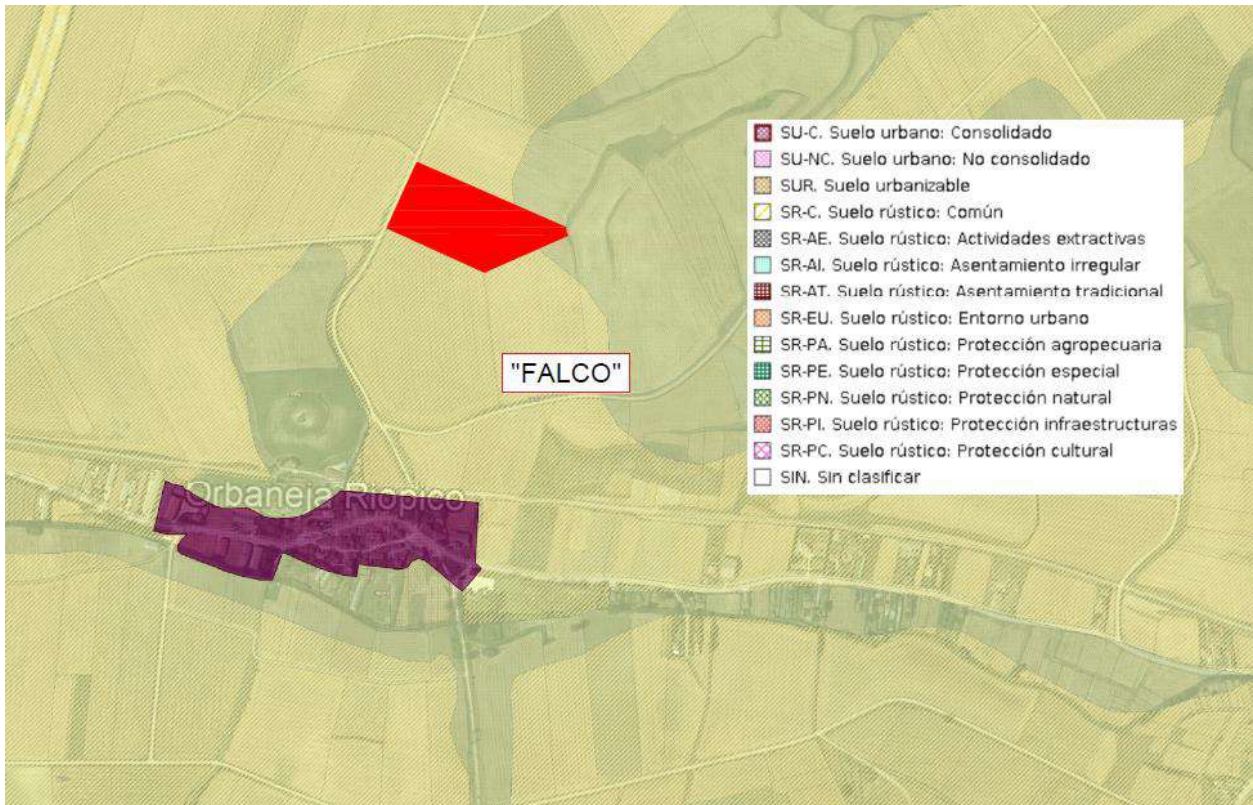 SU-C. Suelo urbano: Consolidado
SU-NC. Suelo urbano: No consolidado
SUR. Suelo urbanizable
SR-C. Suelo rústico: Común
SR-AE. Suelo rústico: Actividades extractivas
SR-AI. Suelo rústico: Asentamiento irregular
SR-AT. Suelo rústico: Asentamiento tradicional
SR-EU. Suelo rústico: Entorno urbano
SR-PA. Suelo rústico: Protección agropecuaria
SR-PE. Suelo rústico: Protección especial
SR-PN. Suelo rústico: Protección natural
SR-PI. Suelo rústico: Protección infraestructuras
SR-PC. Suelo rústico: Protección cultural
SIN. Sin clasificar
"FALCO"
Orbaneja Riopico